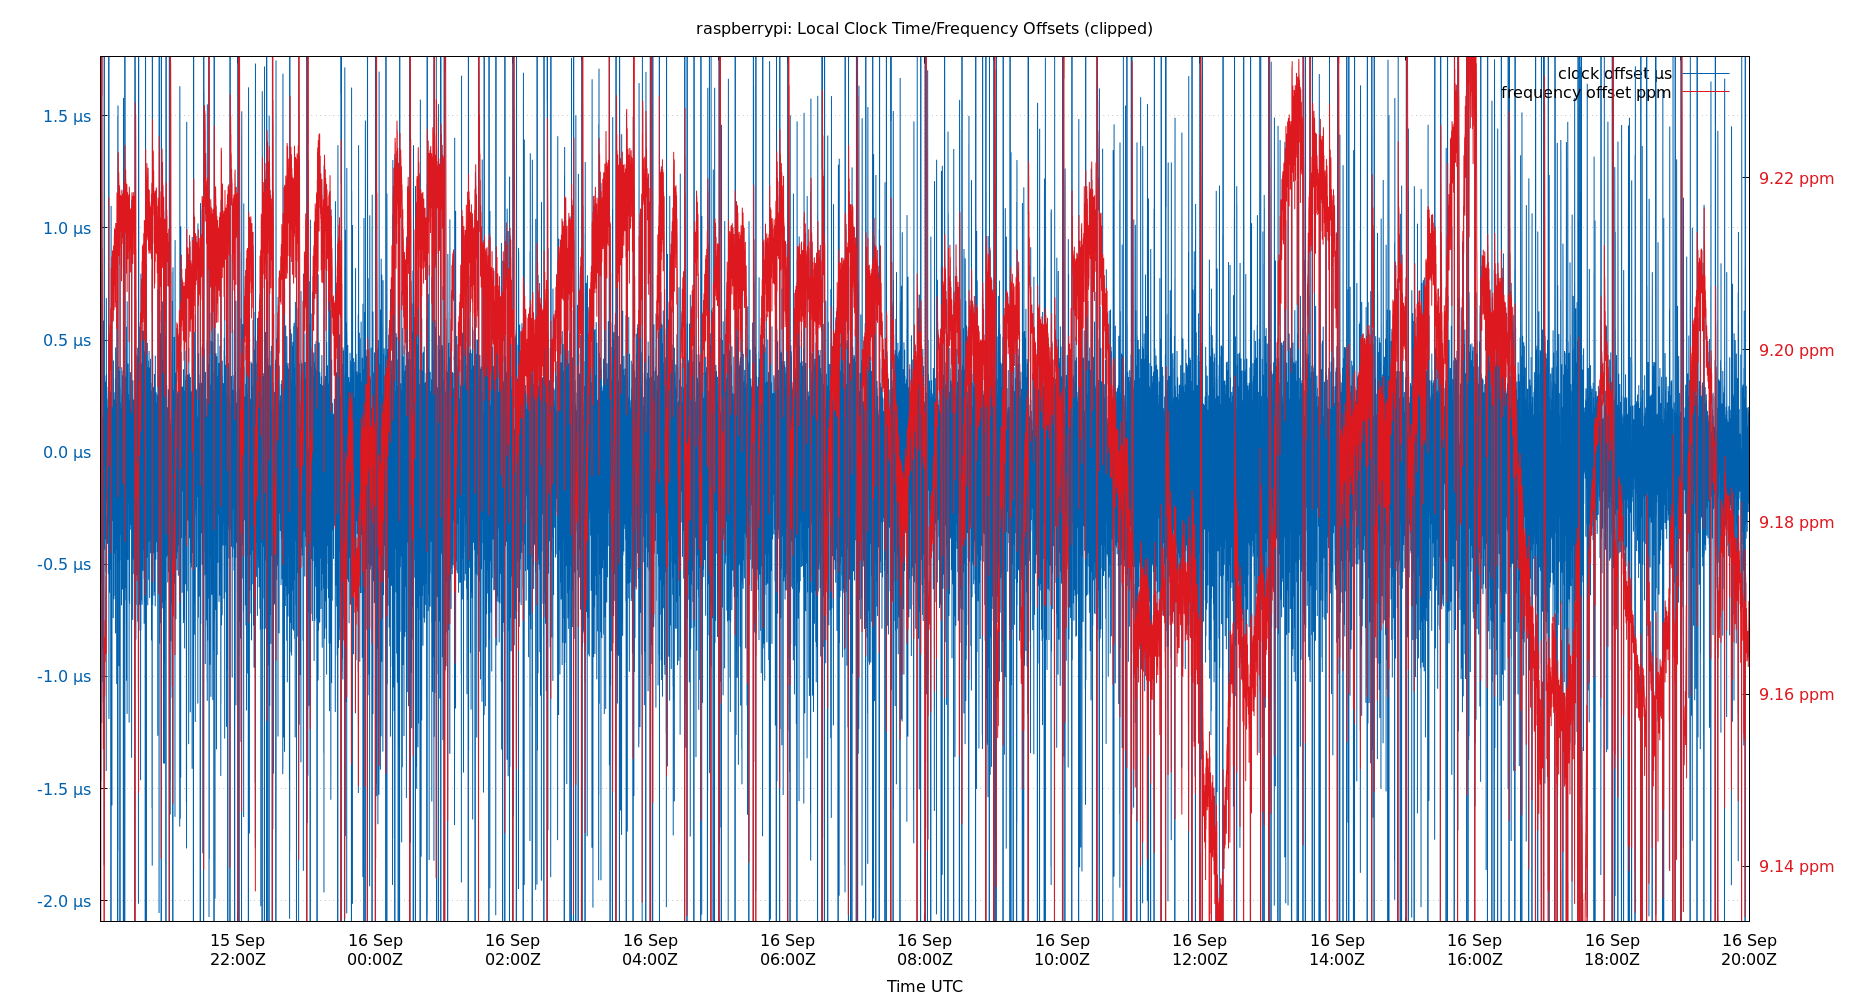 raspberrypi: Local Clock Time/Frequency Offsets (clipped)
clock offset µs
frequency offset ppm
1.5 µs
1.0 µs
0.5 µs
0.0 µs
-0.5 µs
-1.0 µs
-1.5 µs
-2.0 µs
9.22 ppm
9.20 ppm
9.18 ppm
9.16 ppm
9.14 ppm
15 Sep
22:00Z
16 Sep
00:00Z
16 Sep
02:00Z
16 Sep
04:00Z
16 Sep
06:00Z
16 Sep
08:00Z
16 Sep
10:00Z
16 Sep
12:00Z
16 Sep
14:00Z
16 Sep
16:00Z
16 Sep
18:00Z
16 Sep
20:00Z
Time UTC